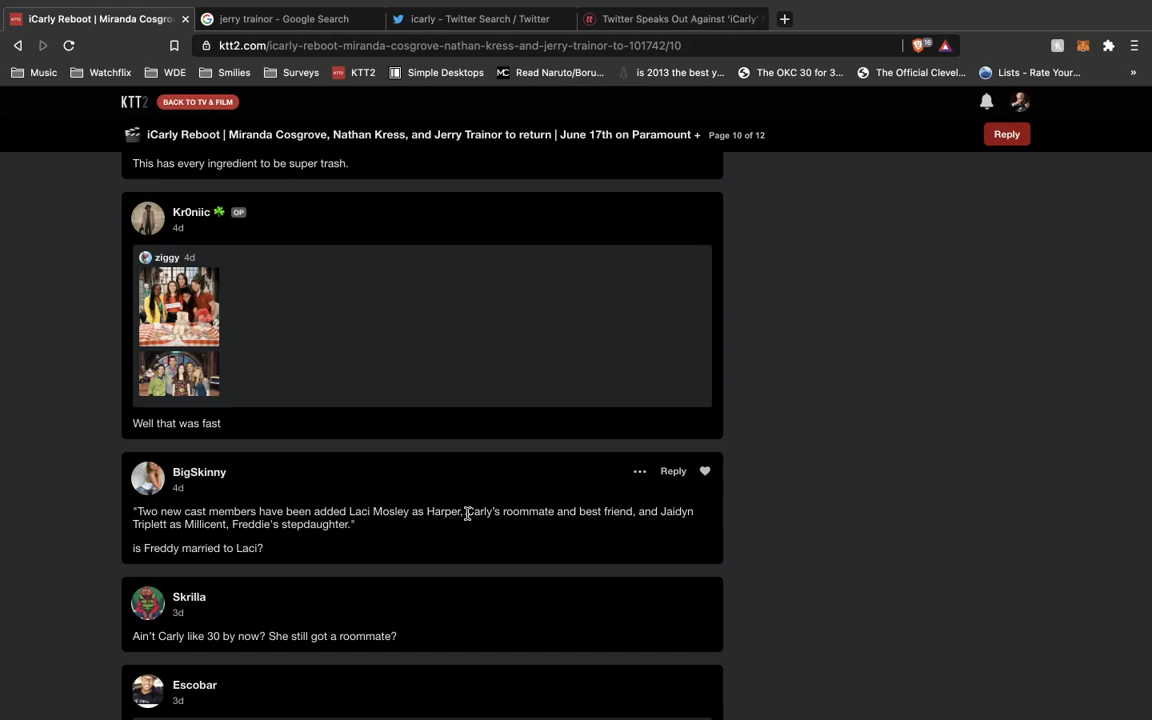 iCarly Reboot | Miranda Cosgro
jerry trainor - Google Search
icarly - Twitter Search / Twitter
Twitter Speaks Out Against 'iCarly'
ktt2.com/icarly-reboot-miranda-cosgrove-nathan-kress-and-jerry-trainor-to-101742/10
16
Music
Watchflix
WDE
Smilies
Surveys
KTT2
Simple Desktops
Read Naruto/Boru...
is 2013 the best y...
The OKC 30 for 3...
The Official Clevel...
Lists - Rate Your...
»
KTT2 BACK TO TV & FILM
iCarly Reboot | Miranda Cosgrove, Nathan Kress, and Jerry Trainor to return | June 17th on Paramount + Page 10 of 12
Reply
This has every ingredient to be super trash.
Kr0niic ☘️ OP
4d
ziggy 4d
Well that was fast
BigSkinny
4d
... Reply
"Two new cast members have been added Laci Mosley as Harper, Carly's roommate and best friend, and Jaidyn
Triplett as Millicent, Freddie's stepdaughter."
is Freddy married to Laci?
Skrilla
3d
Ain't Carly like 30 by now? She still got a roommate?
Escobar
3d